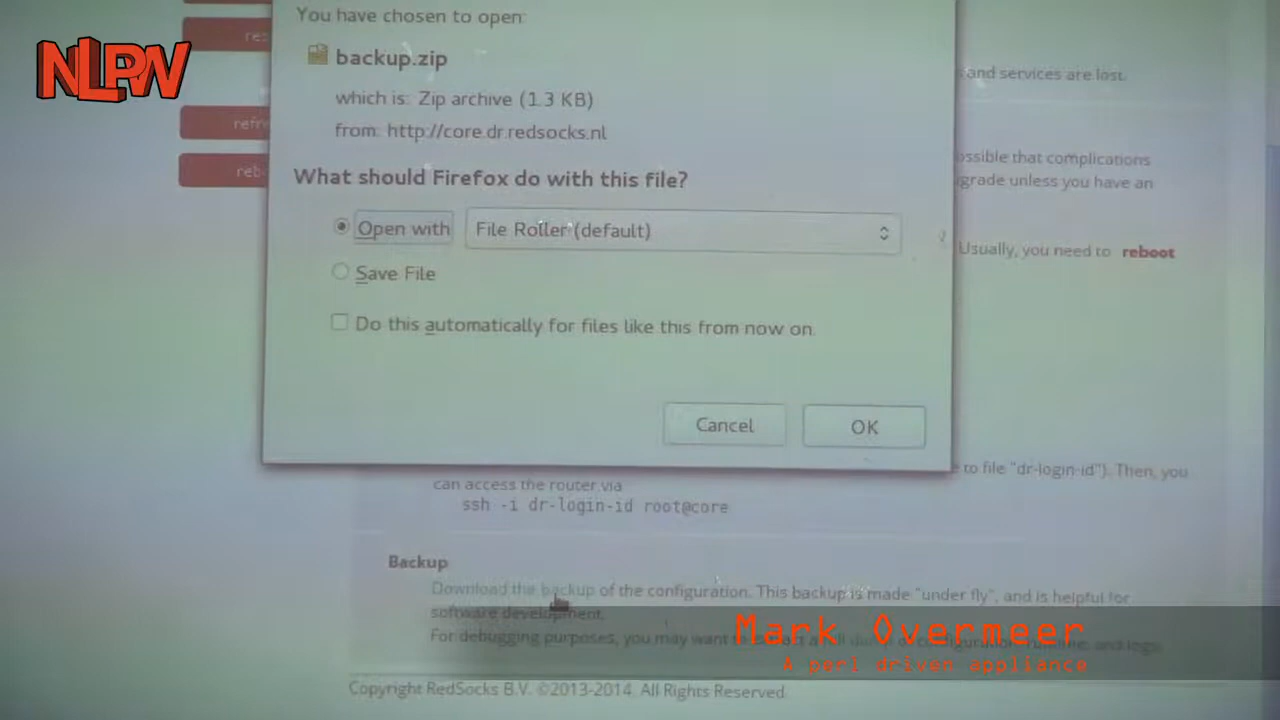 You have chosen to open:
NLPW
backup.zip
which is: Zip archive (1.3 KB)
and services are lost.
from: http://core.dr.redsocks.nl
ossible that complications
What should Firefox do with this file?
grade unless you have an
Open with File Roller (default)
Usually, you need to reboot
Save File
Do this automatically for files like this from now on.
Cancel OK
to file "dr-login-id"). Then, you
can access the router via
ssh -i dr-login-id root@core
Backup
Download the backup of the configuration. This backup is made "under fly", and is helpful for
software development.
For debugging purposes, you may want
Mark Overmeer
A perl driven appliance
Copyright RedSocks B.V. ©2013-2014. All Rights Reserved.